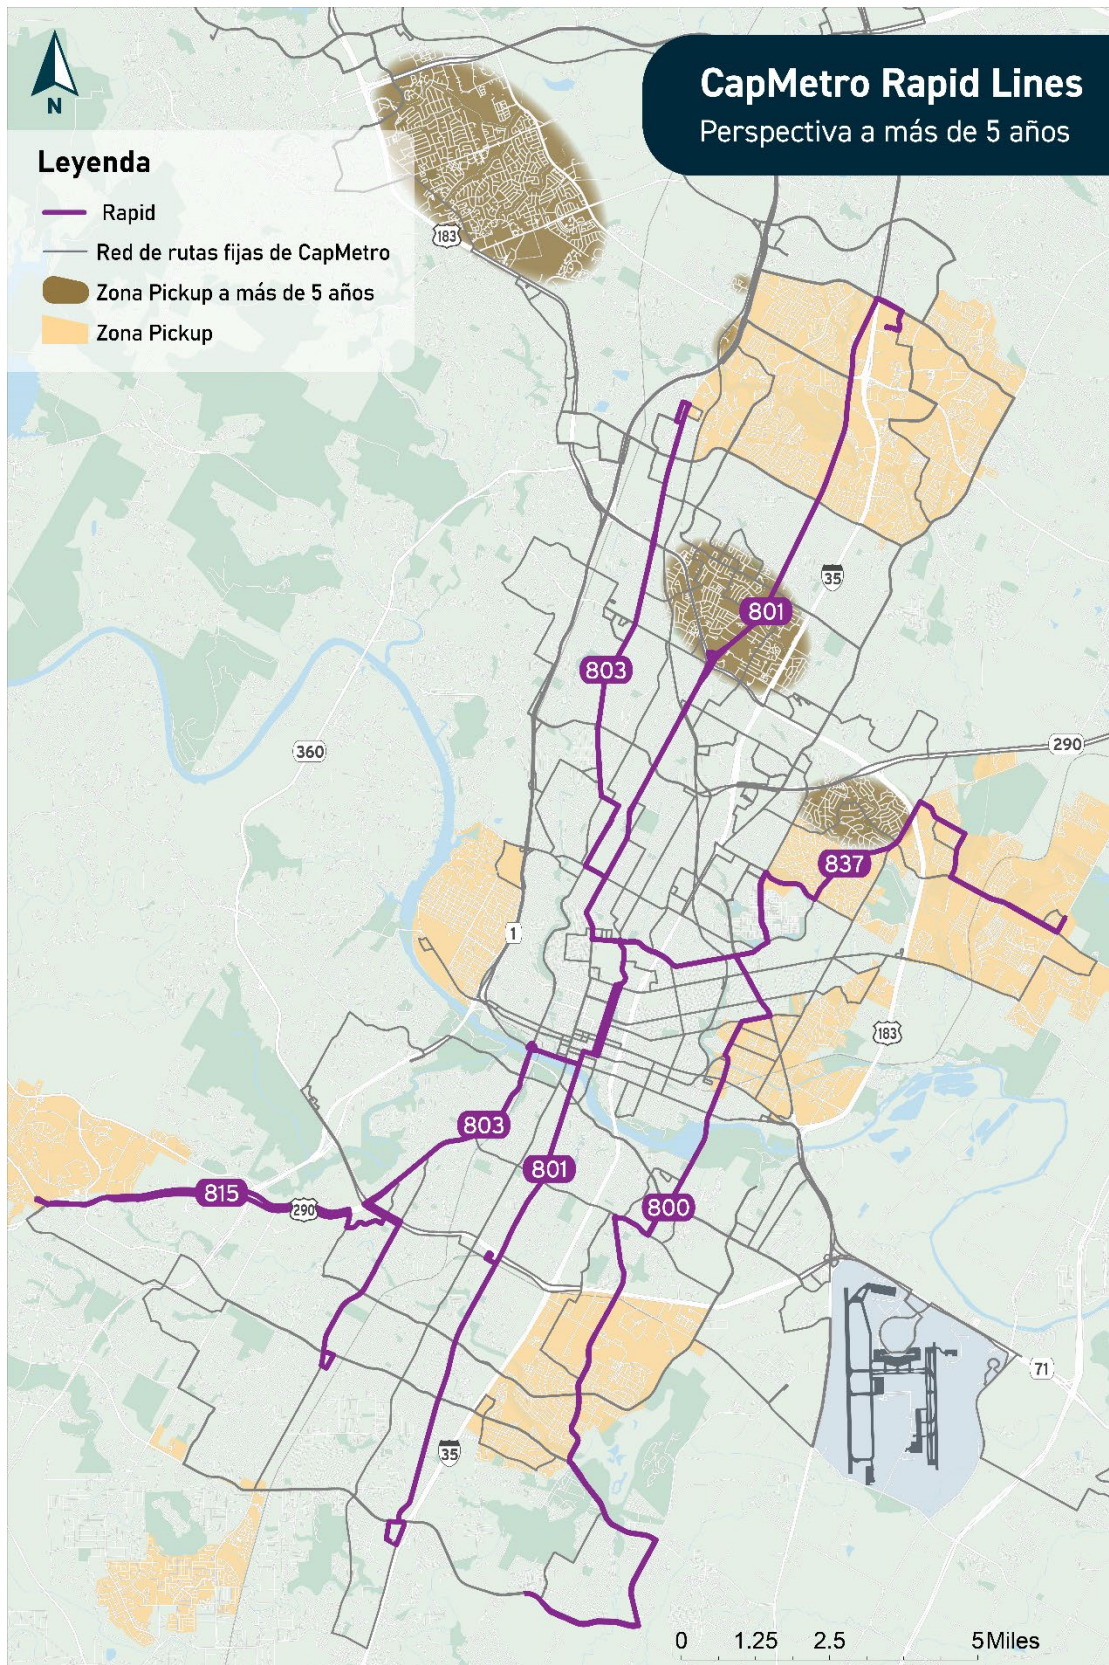 CapMetro Rapid Lines
Perspectiva a más de 5 años
N
Leyenda
Rapid
Red de rutas fijas de CapMetro
Zona Pickup a más de 5 años
Zona Pickup
183
35
801
803
360
290
837
1
183
803
801
815
290
800
71
35
0 1.25 2.5 5Miles